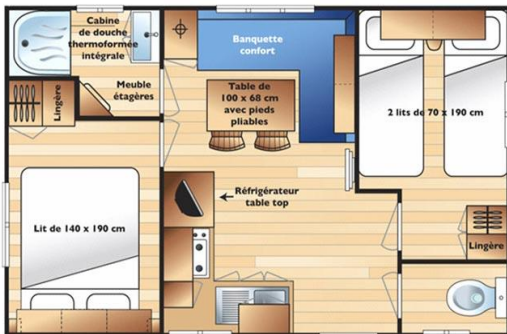 Cabine
de douche
thermoformée
intégrale
Meuble
étagères
Lingère
Banquette
confort
Table de
100 x 68 cm
avec pieds
pliables
2 lits de 70 x 190 cm
Réfrigérateur
table top
Lit de 140 x 190 cm
Lingère